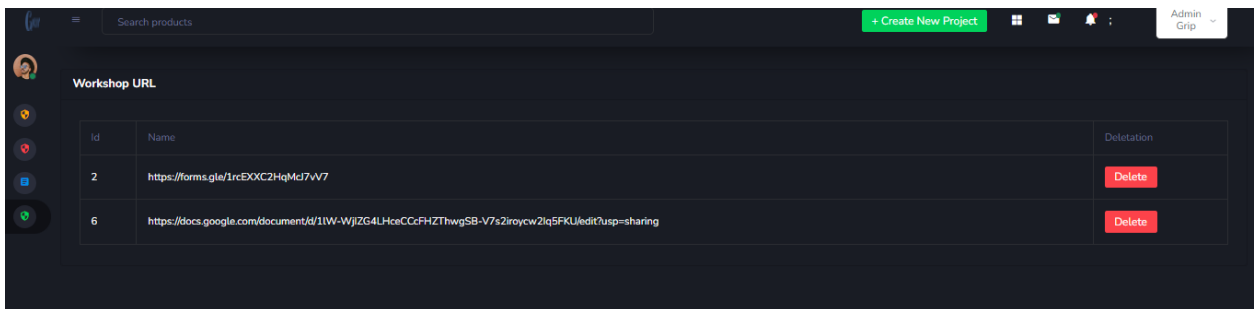 Search products
+ Create New Project
;
Admin
Grip
Workshop URL
Id Name Deletation
2 https://forms.gle/1rcEXXC2HqMcJ7vV7 Delete
6 https://docs.google.com/document/d/1lW-WjIZG4LHceCCcFHZThwgSB-V7s2iroycw2Iq5FKU/edit?usp=sharing Delete